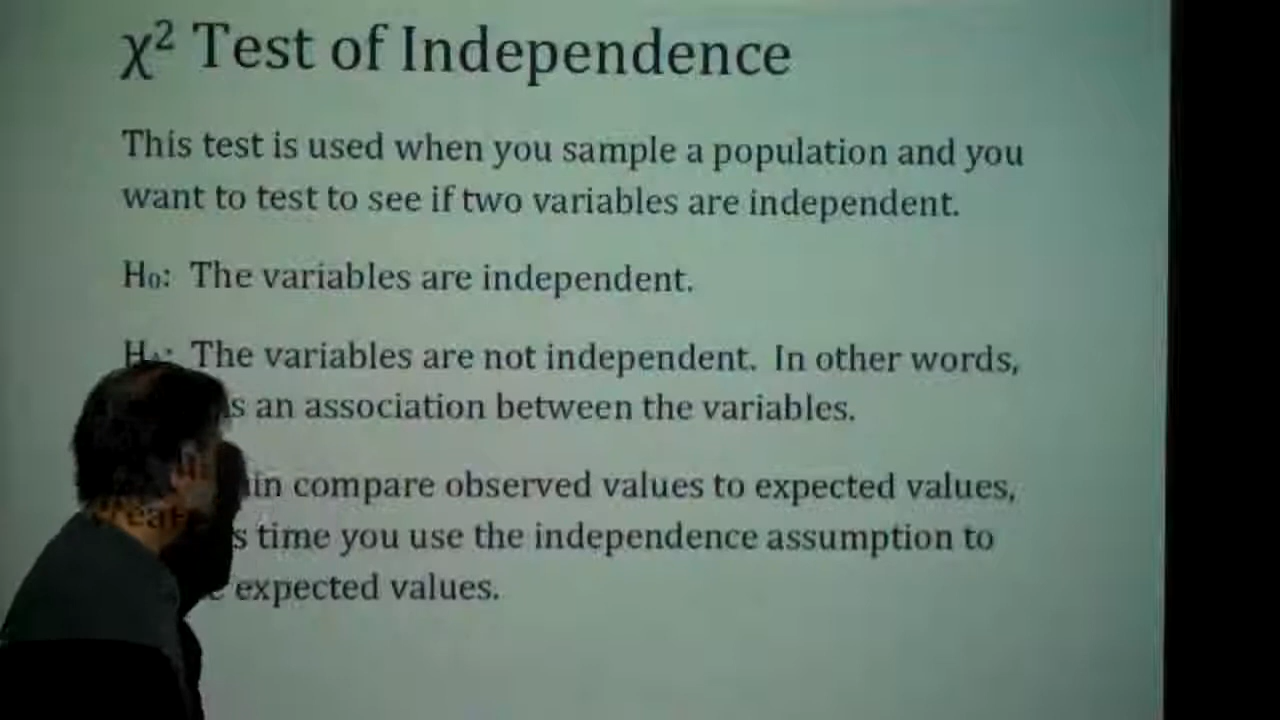 χ² Test of Independence
This test is used when you sample a population and you
want to test to see if two variables are independent.
H₀: The variables are independent.
The variables are not independent. In other words,
an association between the variables.
compare observed values to expected values,
time you use the independence assumption to
expected values.